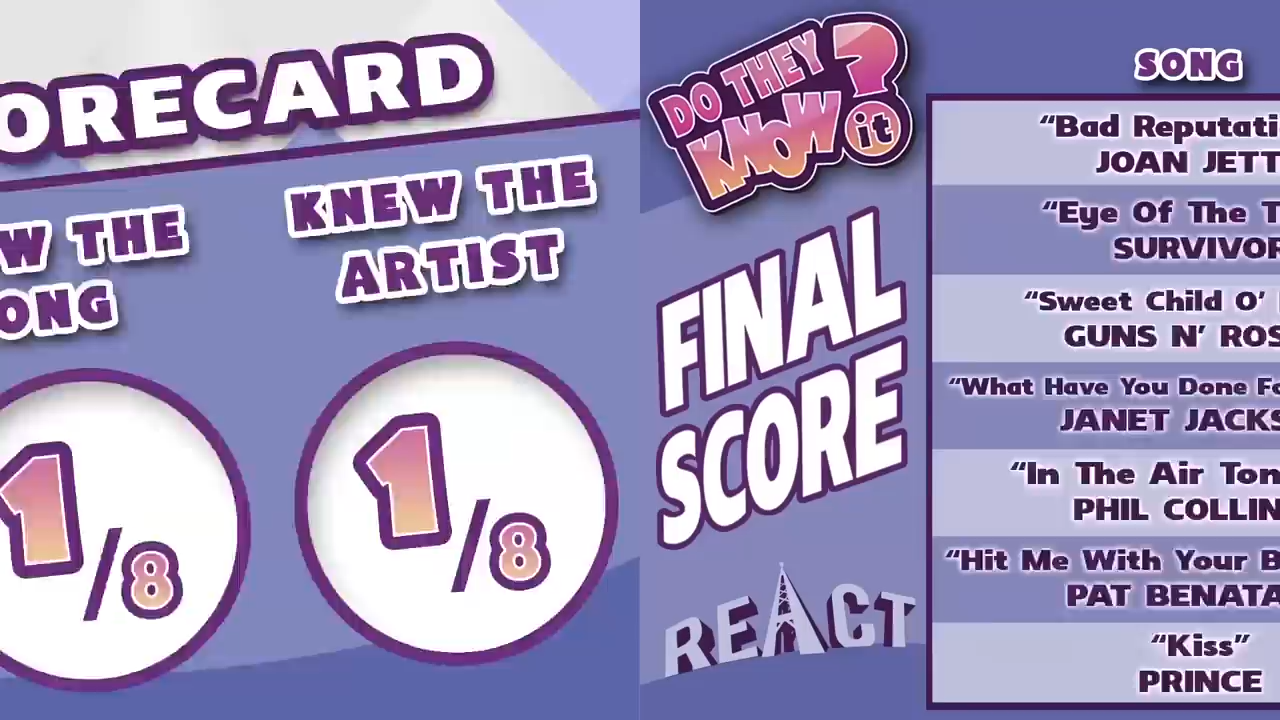 ORECARD
W THE
ONG
KNEW THE
ARTIST
1/8
1/8
DO THEY
KNOW it?
FINAL
SCORE
REACT
SONG
“Bad Reputati
JOAN JETT
“Eye Of The T
SURVIVOR
“Sweet Child O’
GUNS N’ ROS
“What Have You Done Fo
JANET JACKS
“In The Air Ton
PHIL COLLIN
“Hit Me With Your B
PAT BENATA
“Kiss”
PRINCE